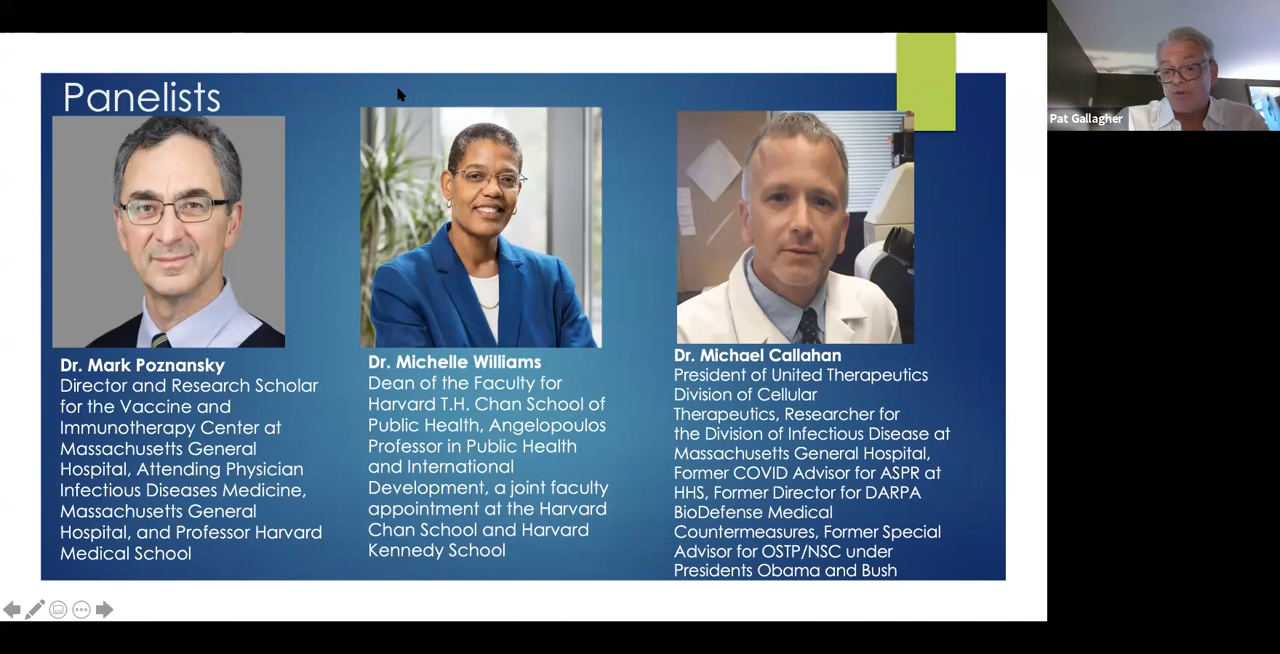 Panelists
Dr. Mark Poznansky
Director and Research Scholar
for the Vaccine and
Immunotherapy Center at
Massachusetts General
Hospital, Attending Physician
Infectious Diseases Medicine,
Massachusetts General
Hospital, and Professor Harvard
Medical School
Dr. Michelle Williams
Dean of the Faculty for
Harvard T.H. Chan School of
Public Health, Angelopoulos
Professor in Public Health
and International
Development, a joint faculty
appointment at the Harvard
Chan School and Harvard
Kennedy School
Dr. Michael Callahan
President of United Therapeutics
Division of Cellular
Therapeutics, Researcher for
the Division of Infectious Disease at
Massachusetts General Hospital,
Former COVID Advisor for ASPR at
HHS, Former Director for DARPA
BioDefense Medical
Countermeasures, Former Special
Advisor for OSTP/NSC under
Presidents Obama and Bush
Pat Gallagher